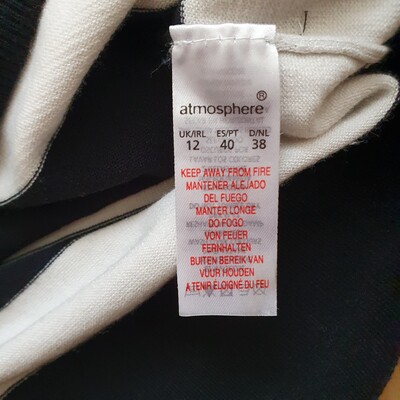 atmosphere®
UK/IRL ES/PT D/NL
12 40 38
KEEP AWAY FROM FIRE
MANTENER ALEJADO
DEL FUEGO
MANTER LONGE
DO FOGO
VON FEUER
FERNHALTEN
BUITEN BEREIK VAN
VUUR HOUDEN
A TENIR ÉLOIGNÉ DU FEU